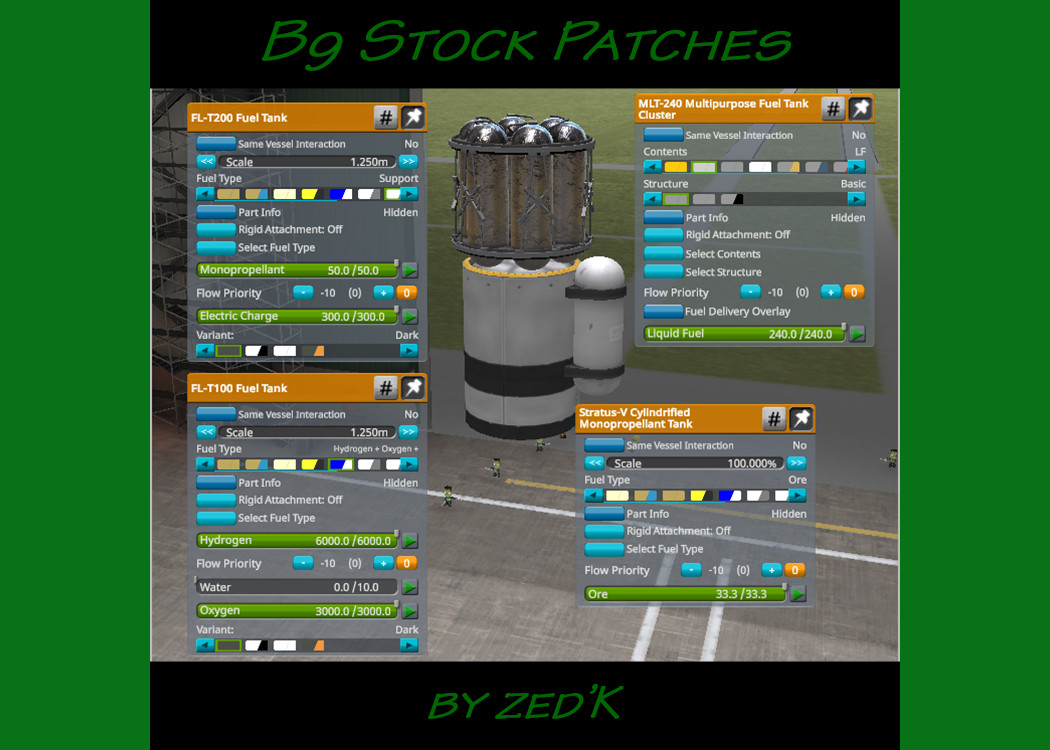 B9 Stock Patches
FL-T200 Fuel Tank
#
Same Vessel Interaction No
<< Scale 1.250m >>
Fuel Type Support
Part Info Hidden
Rigid Attachment: Off
Select Fuel Type
Monopropellant 50.0 /50.0
Flow Priority - -10 (0) + 0
Electric Charge 300.0 /300.0
Variant: Dark
MLT-240 Multipurpose Fuel Tank
Cluster
#
Same Vessel Interaction No
Contents LF
Structure Basic
Part Info Hidden
Rigid Attachment: Off
Select Contents
Select Structure
Flow Priority - -10 (0) + 0
Fuel Delivery Overlay
Liquid Fuel 240.0 /240.0
FL-T100 Fuel Tank
#
Same Vessel Interaction No
<< Scale 1.250m >>
Fuel Type Hydrogen + Oxygen +
Part Info Hidden
Rigid Attachment: Off
Select Fuel Type
Hydrogen 6000.0 /6000.0
Flow Priority - -10 (0) + 0
Water 0.0 /10.0
Oxygen 3000.0 /3000.0
Variant: Dark
Stratus-V Cylindrified
Monopropellant Tank
#
Same Vessel Interaction No
<< Scale 100.000% >>
Fuel Type Ore
Part Info Hidden
Rigid Attachment: Off
Select Fuel Type
Flow Priority - -10 (0) + 0
Ore 33.3 /33.3
by zed'K